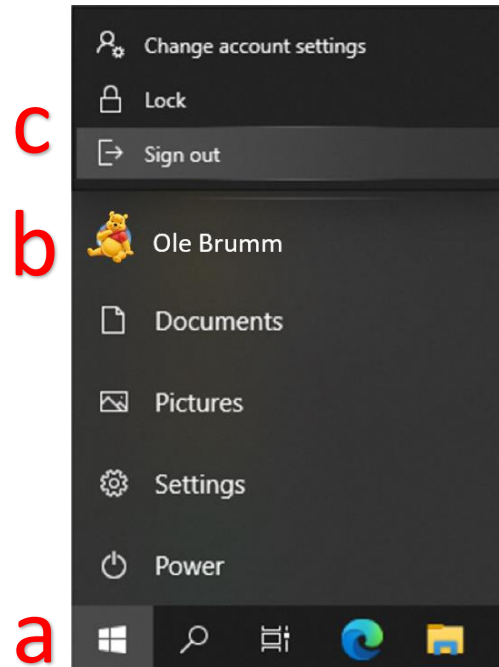 Change account settings
Lock
c
Sign out
b
Ole Brumm
Documents
Pictures
Settings
Power
a